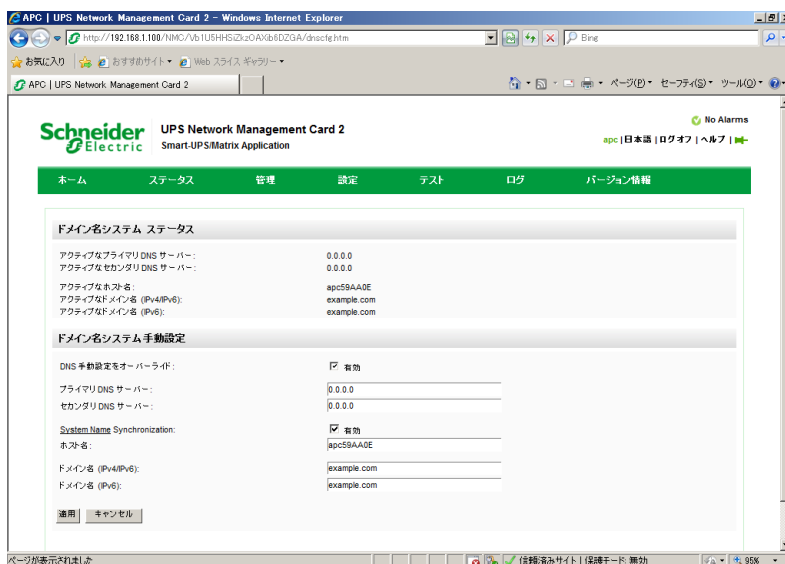 APC | UPS Network Management Card 2 - Windows Internet Explorer
http://192.168.1.100/NMC/Vb1U5HHSiZkzOAXib6DZGA/dnscfg.htm
Bing
お気に入り おすすめサイト Web スライス ギャラリー
APC | UPS Network Management Card 2
ページ(P) セーフティ(S) ツール(O)
No Alarms
Schneider Electric
UPS Network Management Card 2
Smart-UPS/Matrix Application
apc | 日本語 | ログオフ | ヘルプ |
ホーム ステータス 管理 設定 テスト ログ バージョン情報
ドメイン名システム ステータス
アクティブなプライマリ DNS サーバー: 0.0.0.0
アクティブなセカンダリ DNS サーバー: 0.0.0.0
アクティブなホスト名: apc59AA0E
アクティブなドメイン名 (IPv4/IPv6): example.com
アクティブなドメイン名 (IPv6): example.com
ドメイン名システム手動設定
DNS 手動設定をオーバーライド: 有効
プライマリ DNS サーバー: 0.0.0.0
セカンダリ DNS サーバー: 0.0.0.0
System Name Synchronization: 有効
ホスト名: apc59AA0E
ドメイン名 (IPv4/IPv6): example.com
ドメイン名 (IPv6): example.com
適用 キャンセル
ページが表示されました
信頼済みサイト | 保護モード: 無効
95%